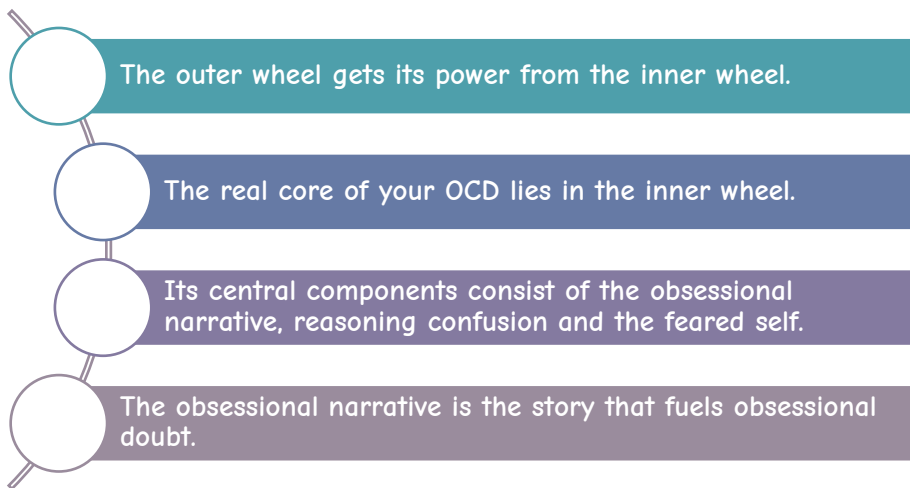 The outer wheel gets its power from the inner wheel.
The real core of your OCD lies in the inner wheel.
Its central components consist of the obsessional
narrative, reasoning confusion and the feared self.
The obsessional narrative is the story that fuels obsessional
doubt.